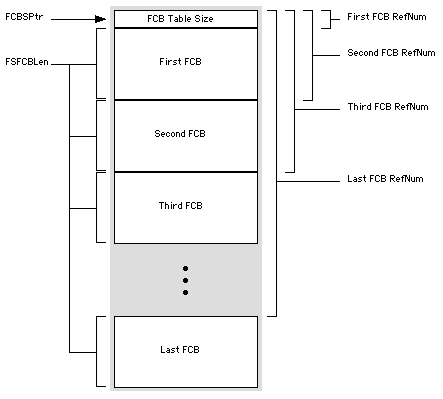 FCBSPtr
FCB Table Size
First FCB RefNum
FSFCBLen
First FCB
Second FCB RefNum
Third FCB RefNum
Second FCB
Last FCB RefNum
Third FCB
Last FCB